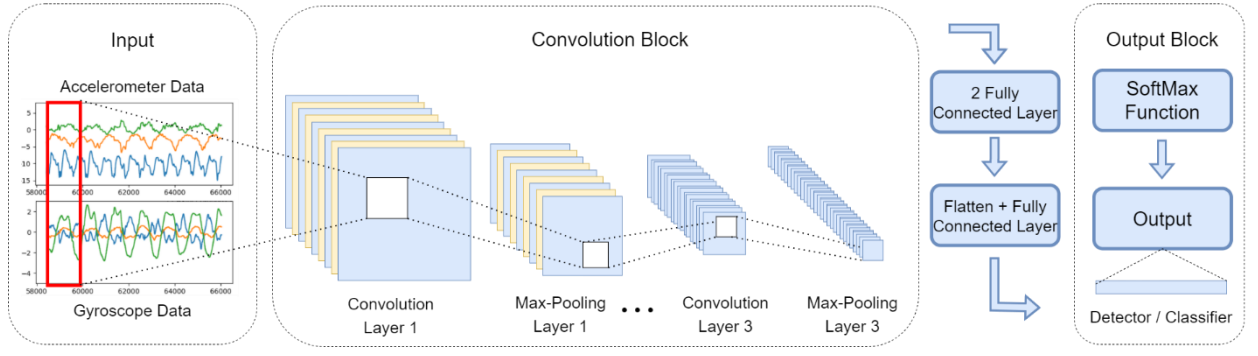 Input
Accelerometer Data
5
0
5
10
15
58000 60000 62000 64000 66000
2
0
−2
−4
58000 60000 62000 64000 66000
Gyroscope Data
Convolution Block
Convolution
Layer 1
Max-Pooling
Layer 1
...
Convolution
Layer 3
Max-Pooling
Layer 3
2 Fully
Connected Layer
Flatten + Fully
Connected Layer
Output Block
SoftMax
Function
Output
Detector / Classifier